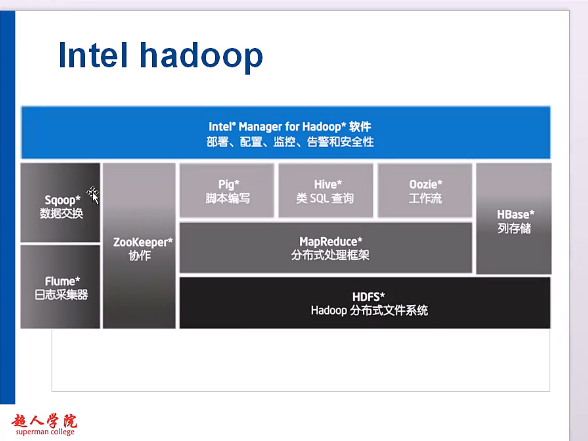 Intel hadoop
Intel® Manager for Hadoop* 软件
部署、配置、监控、告警和安全性
Sqoop*
数据交换
Flume*
日志采集器
ZooKeeper*
协作
Pig*
脚本编写
Hive*
类 SQL 查询
Oozie*
工作流
HBase*
列存储
MapReduce*
分布式处理框架
HDFS*
Hadoop 分布式文件系统
超人学院
superman college